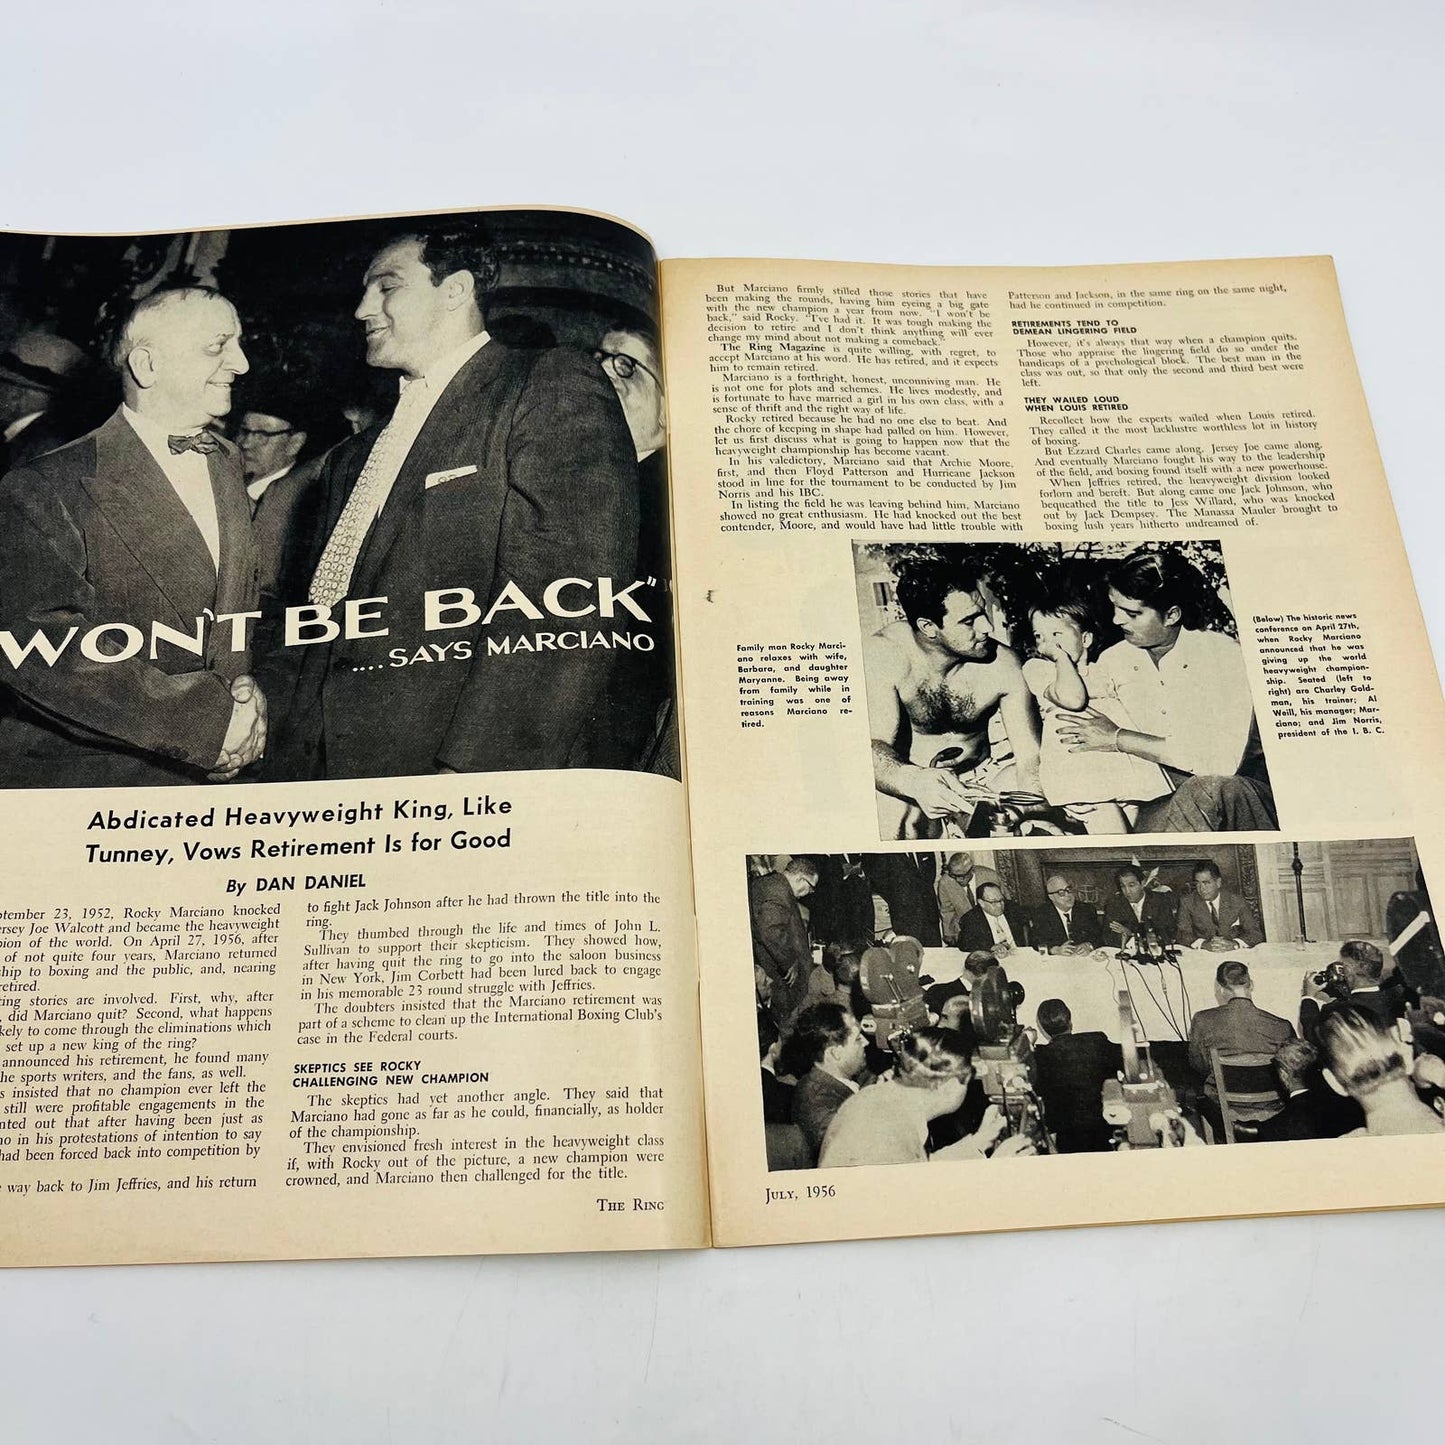 WON'T BE BACK"
....SAYS MARCIANO
Abdicated Heavyweight King, Like
Tunney, Vows Retirement Is for Good
By DAN DANIEL
ptember 23, 1952, Rocky Marciano knocked
ersey Joe Walcott and became the heavyweight
pion of the world. On April 27, 1956, after
of not quite four years, Marciano returned
ship to boxing and the public, and, nearing
retired.
ting stories are involved. First, why, after
, did Marciano quit? Second, what happens
kely to come through the eliminations which
set up a new king of the ring?
announced his retirement, he found many
he sports writers, and the fans, as well.
s insisted that no champion ever left the
still were profitable engagements in the
nted out that after having been just as
no in his protestations of intention to say
had been forced back into competition by
way back to Jim Jeffries, and his return
to fight Jack Johnson after he had thrown the title into the
ring.
They thumbed through the life and times of John L.
Sullivan to support their skepticism. They showed how,
after having quit the ring to go into the saloon business
in New York, Jim Corbett had been lured back to engage
in his memorable 23 round struggle with Jeffries.
The doubters insisted that the Marciano retirement was
part of a scheme to clean up the International Boxing Club's
case in the Federal courts.
SKEPTICS SEE ROCKY
CHALLENGING NEW CHAMPION
The skeptics had yet another angle. They said that
Marciano had gone as far as he could, financially, as holder
of the championship.
They envisioned fresh interest in the heavyweight class
if, with Rocky out of the picture, a new champion were
crowned, and Marciano then challenged for the title.
THE RING
But Marciano firmly stilled those stories that have
been making the rounds, having him eyeing a big gate
with the new champion a year from now. "I won't be
back," said Rocky. "I've had it. It was tough making the
decision to retire and I don't think anything will ever
change my mind about not making a comeback."
The Ring Magazine is quite willing, with regret, to
accept Marciano at his word. He has retired, and it expects
him to remain retired.
Marciano is a forthright, honest, unconniving man. He
is not one for plots and schemes. He lives modestly, and
is fortunate to have married a girl in his own class, with a
sense of thrift and the right way of life.
Rocky retired because he had no one else to beat. And
the chore of keeping in shape had palled on him. However,
let us first discuss what is going to happen now that the
heavyweight championship has become vacant.
In his valedictory, Marciano said that Archie Moore,
first, and then Floyd Patterson and Hurricane Jackson
stood in line for the tournament to be conducted by Jim
Norris and his IBC.
In listing the field he was leaving behind him, Marciano
showed no great enthusiasm. He had knocked out the best
contender, Moore, and would have had little trouble with
Patterson and Jackson, in the same ring on the same night,
had he continued in competition.
RETIREMENTS TEND TO
DEMEAN LINGERING FIELD
However, it's always that way when a champion quits.
Those who appraise the lingering field do so under the
handicaps of a psychological block. The best man in the
class was out, so that only the second and third best were
left.
THEY WAILED LOUD
WHEN LOUIS RETIRED
Recollect how the experts wailed when Louis retired.
They called it the most lacklustre worthless lot in history
of boxing.
But Ezzard Charles came along. Jersey Joe came along.
And eventually Marciano fought his way to the leadership
of the field, and boxing found itself with a new powerhouse.
When Jeffries retired, the heavyweight division looked
forlorn and bereft. But along came one Jack Johnson, who
bequeathed the title to Jess Willard, who was knocked
out by Jack Dempsey. The Manassa Mauler brought to
boxing lush years hitherto undreamed of.
Family man Rocky Marci-
ano relaxes with wife,
Barbara, and daughter
Maryanne. Being away
from family while in
training was one of
reasons Marciano re-
tired.
(Below) The historic news
conference on April 27th,
when Rocky Marciano
announced that he was
giving up the world
heavyweight champion-
ship. Seated (left to
right) are Charley Gold-
man, his trainer; Al
Weill, his manager; Mar-
ciano; and Jim Norris,
president of the I. B. C.
JULY, 1956